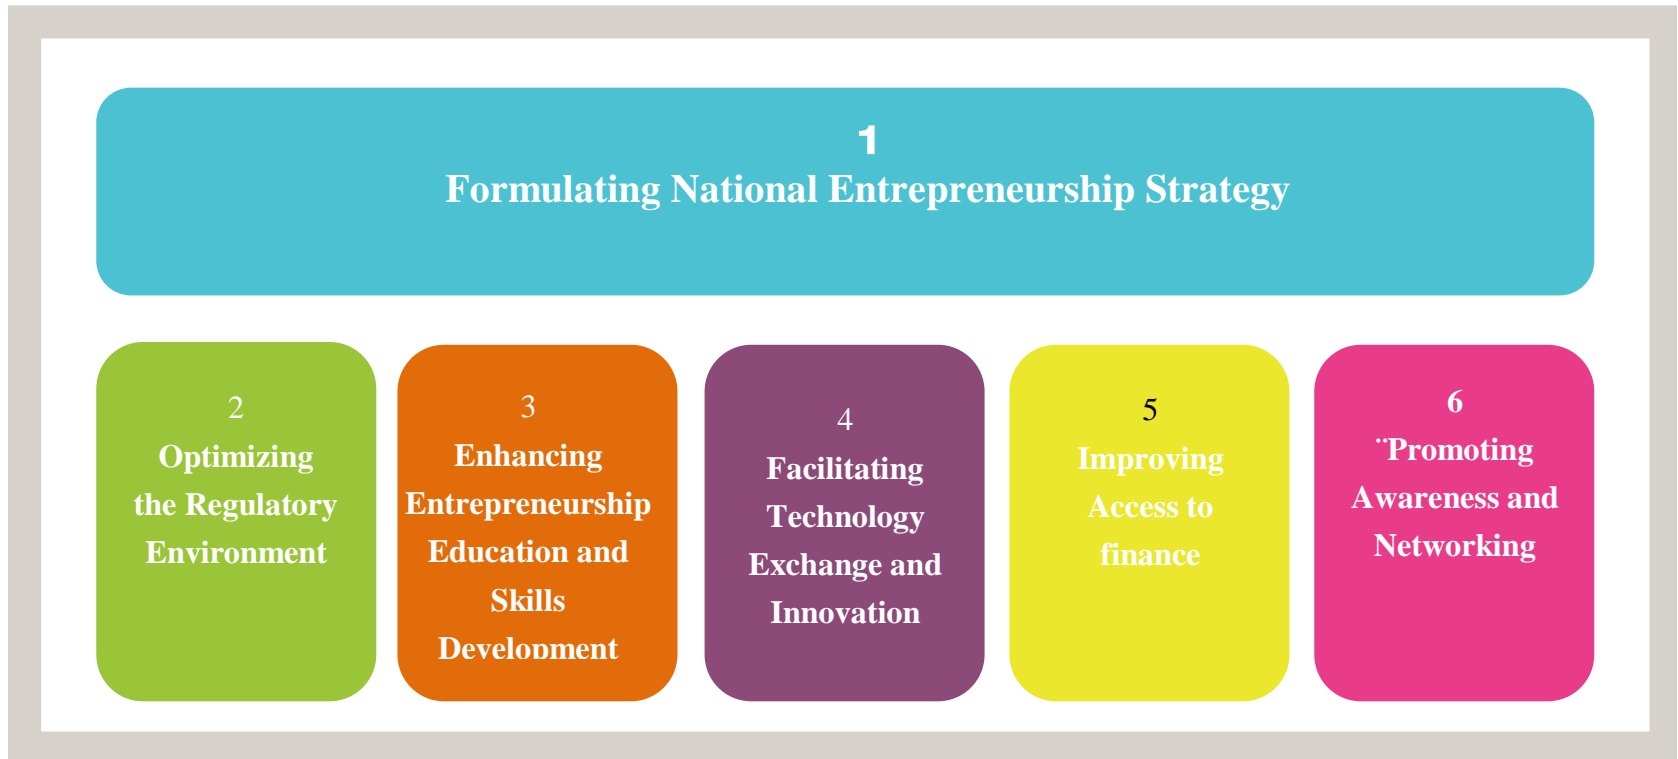 1
Formulating National Entrepreneurship Strategy
2
Optimizing
the Regulatory
Environment
3
Enhancing
Entrepreneurship
Education and
Skills
Development
4
Facilitating
Technology
Exchange and
Innovation
5
Improving
Access to
finance
6
¨Promoting
Awareness and
Networking